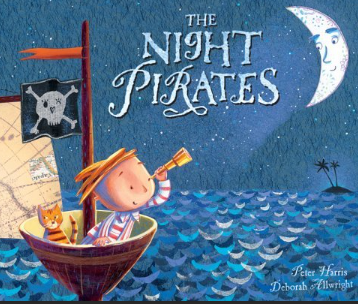 THE
NIGHT
PIRATES
Peter Harris
Deborah Allwright